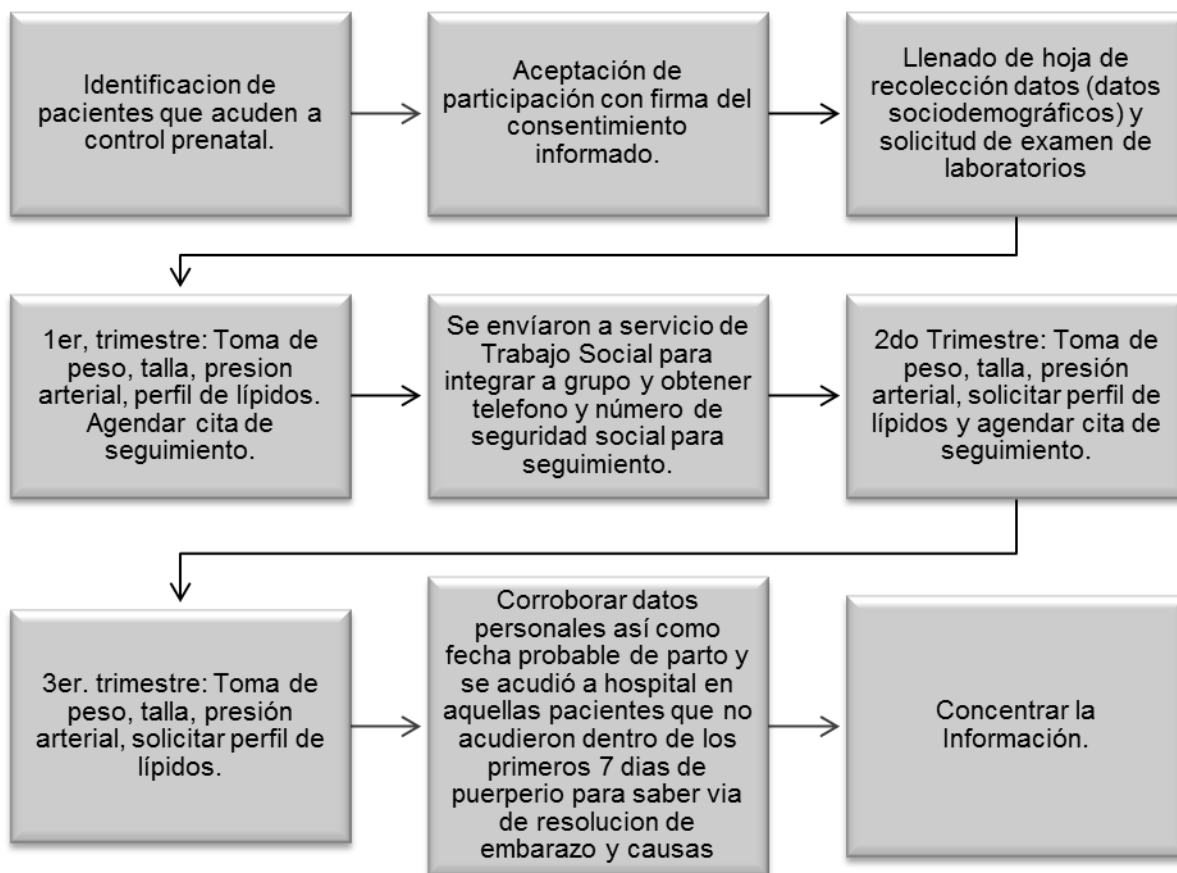 Identificacion de
pacientes que acuden a
control prenatal.
Aceptación de
participación con firma del
consentimiento
informado.
Llenado de hoja de
recolección datos (datos
sociodemográficos) y
solicitud de examen de
laboratorios
1er, trimestre: Toma de
peso, talla, presion
arterial, perfil de lípidos.
Agendar cita de
seguimiento.
Se envíaron a servicio de
Trabajo Social para
integrar a grupo y obtener
telefono y número de
seguridad social para
seguimiento.
2do Trimestre: Toma de
peso, talla, presión
arterial, solicitar perfil de
lípidos y agendar cita de
seguimiento.
3er. trimestre: Toma de
peso, talla, presión
arterial, solicitar perfil de
lípidos.
Corroborar datos
personales así como
fecha probable de parto y
se acudió a hospital en
aquellas pacientes que no
acudieron dentro de los
primeros 7 dias de
puerperio para saber via
de resolucion de
embarazo y causas
Concentrar la
Información.